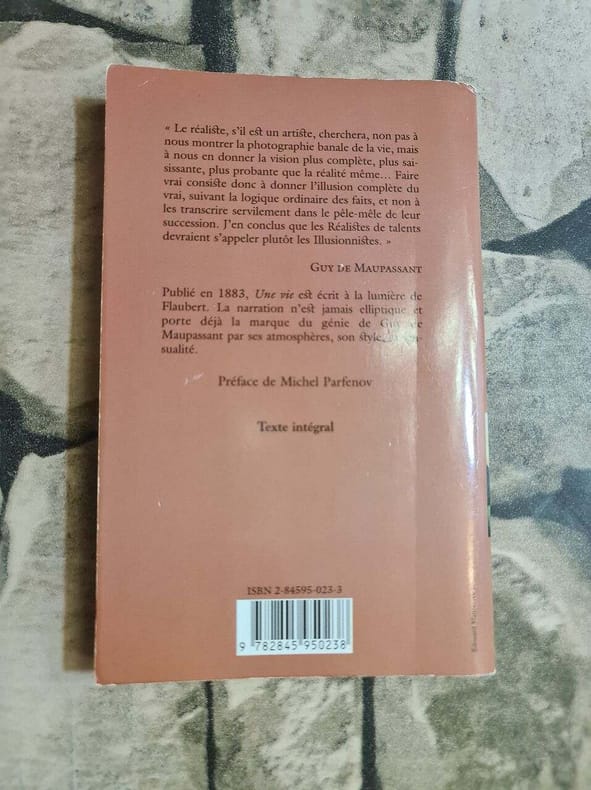 « Le réaliste, s'il est un artiste, cherchera, non pas à
nous montrer la photographie banale de la vie, mais
à nous en donner la vision plus complète, plus sai-
sissante, plus probante que la réalité même... Faire
vrai consiste donc à donner l'illusion complète du
vrai, suivant la logique ordinaire des faits, et non à
les transcrire servilement dans le pêle-mêle de leur
succession. J'en conclus que les Réalistes de talents
devraient s'appeler plutôt les Illusionnistes. »
GUY DE MAUPASSANT
Publié en 1883, Une vie est écrit à la lumière de
Flaubert. La narration n'est jamais elliptique et
porte déjà la marque du génie de Guy de
Maupassant par ses atmosphères, son style,
sualité.
Préface de Michel Parfenov
Texte intégral
ISBN 2-84595-023-3
9 782845 950238